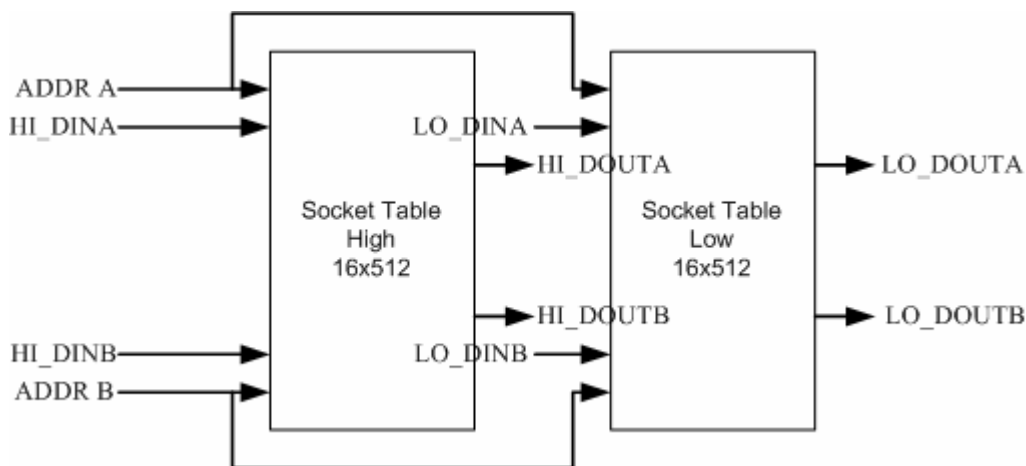 ADDR A
HI_DINA
LO_DINA
HI_DOUTA
LO_DOUTA
Socket Table
High
16x512
Socket Table
Low
16x512
HI_DOUTB
LO_DOUTB
HI_DINB
LO_DINB
ADDR B